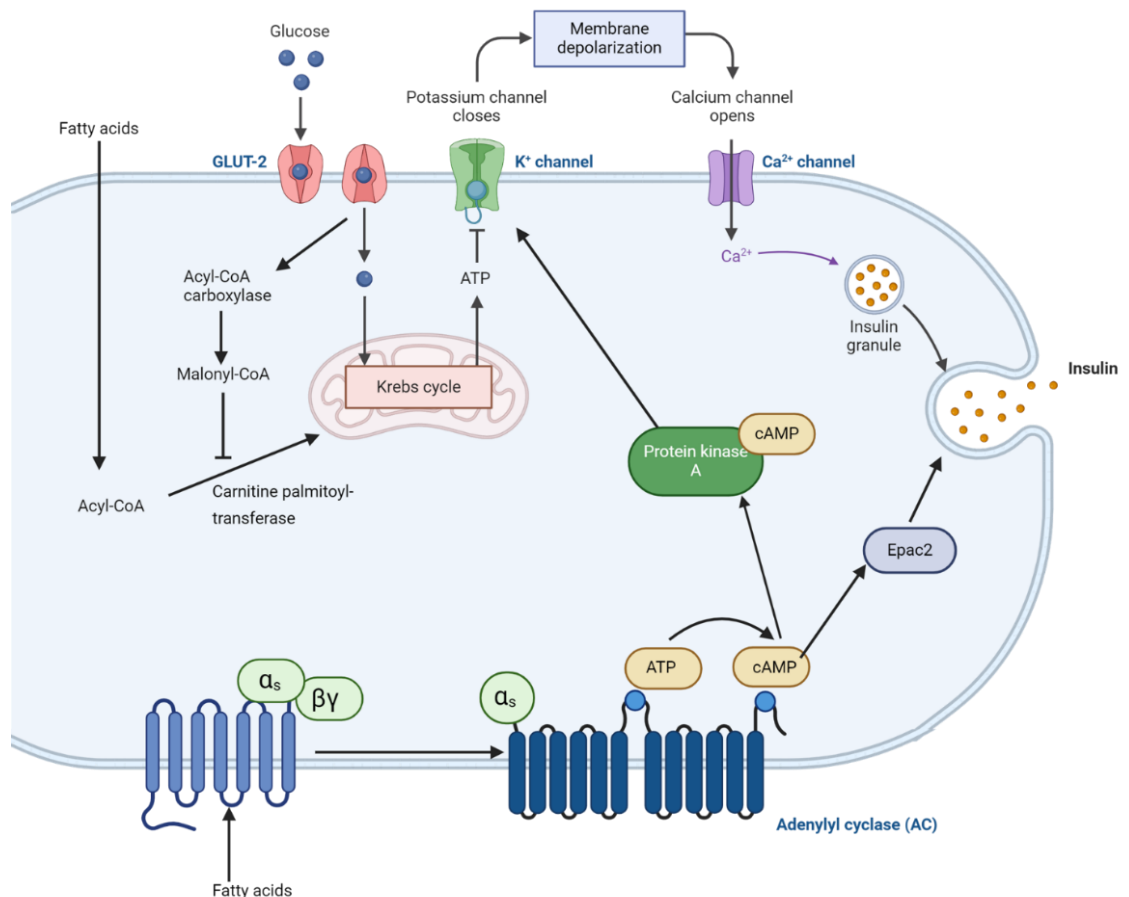 Glucose
Membrane
depolarization
Potassium channel
closes
Calcium channel
opens
Fatty acids
GLUT-2
K⁺ channel
Ca²⁺ channel
Acyl-CoA
carboxylase
ATP
Ca²⁺
Insulin
granule
Malonyl-CoA
Krebs cycle
Insulin
cAMP
Protein kinase
A
Acyl-CoA
Carnitine palmitoyl-
transferase
Epac2
αs
βγ
αs
ATP
cAMP
Adenylyl cyclase (AC)
Fatty acids